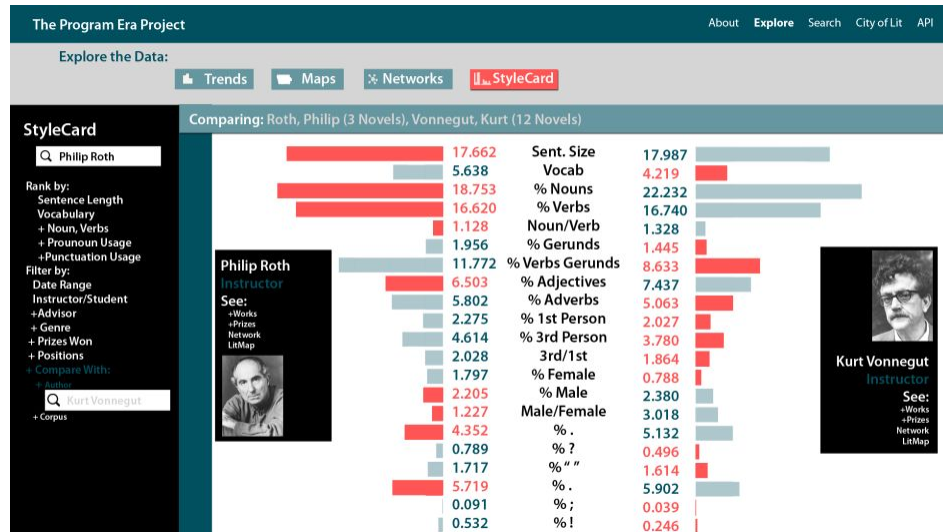 The Program Era Project
About Explore Search City of Lit API
Explore the Data:
Trends Maps Networks StyleCard
StyleCard
Philip Roth
Rank by:
Sentence Length
Vocabulary
+ Noun, Verbs
+ Prounoun Usage
+Punctuation Usage
Filter by:
Date Range
Instructor/Student
+Advisor
+ Genre
+ Prizes Won
+ Positions
+ Compare With:
+ Author
Kurt Vonnegut
+ Corpus
Comparing: Roth, Philip (3 Novels), Vonnegut, Kurt (12 Novels)
17.662 Sent. Size 17.987
5.638 Vocab 4.219
18.753 % Nouns 22.232
16.620 % Verbs 16.740
1.128 Noun/Verb 1.328
1.956 % Gerunds 1.445
11.772 % Verbs Gerunds 8.633
6.503 % Adjectives 7.437
5.802 % Adverbs 5.063
2.275 % 1st Person 2.027
4.614 % 3rd Person 3.780
2.028 3rd/1st 1.864
1.797 % Female 0.788
2.205 % Male 2.380
1.227 Male/Female 3.018
4.352 % . 5.132
0.789 % ? 0.496
1.717 % “ ” 1.614
5.719 % . 5.902
0.091 % ; 0.039
0.532 % ! 0.246
Philip Roth
Instructor
See:
+Works
+Prizes
Network
LitMap
Kurt Vonnegut
Instructor
See:
+Works
+Prizes
Network
LitMap